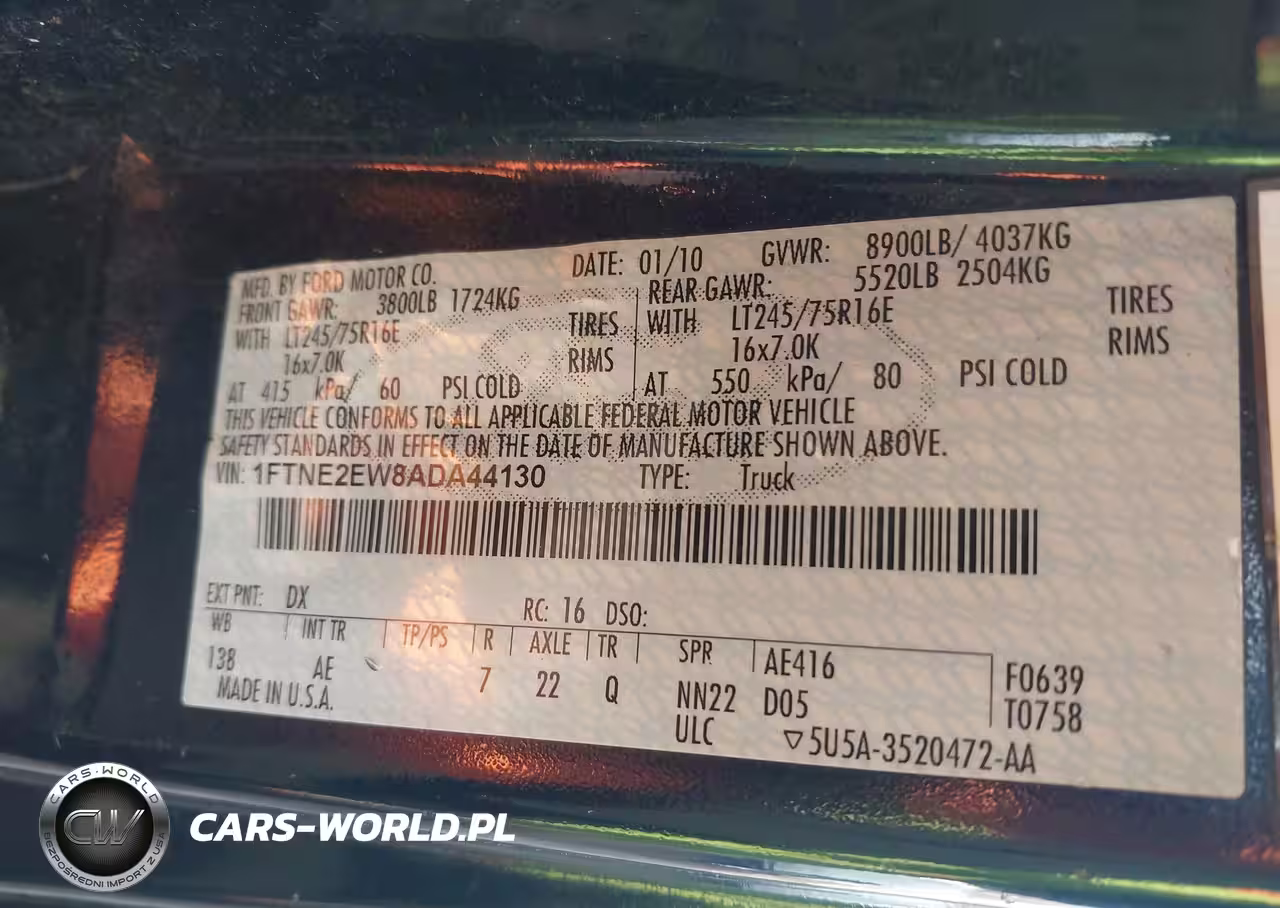 MFD. BY FORD MOTOR CO. DATE: 01/10 GVWR: 8900LB/ 4037KG
FRONT GAWR: 3800LB 1724KG REAR GAWR: 5520LB 2504KG
WITH LT245/75R16E TIRES WITH LT245/75R16E TIRES
16x7.0K RIMS 16x7.0K RIMS
AT 415 kPa/ 60 PSI COLD AT 550 kPa/ 80 PSI COLD
THIS VEHICLE CONFORMS TO ALL APPLICABLE FEDERAL MOTOR VEHICLE
SAFETY STANDARDS IN EFFECT ON THE DATE OF MANUFACTURE SHOWN ABOVE.
VIN: 1FTNE2EW8ADA44130 TYPE: Truck
EXT PNT: DX RC: 16 DSO:
WB INT TR TP/PS R AXLE TR SPR AE416 F0639
138 AE 7 22 Q NN22 D05 T0758
MADE IN U.S.A. ULC ▽5U5A-3520472-AA
CARS-WORLD
CW
BEZPOŚREDNI IMPORT Z USA
CARS-WORLD.PL